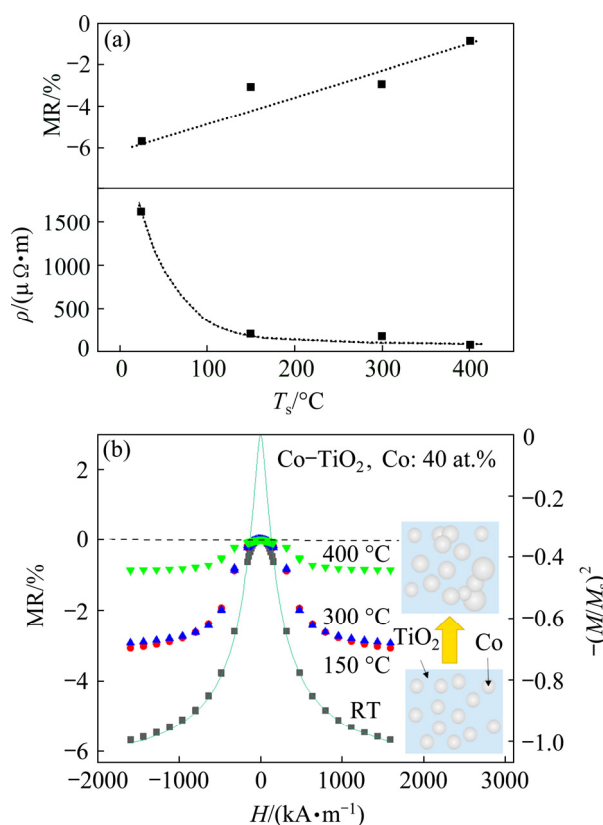 (a)
0
−2
−4
−6
MR/%
1500
1000
500
0
ρ/(μΩ•m)
0 100 200 300 400
Ts/°C
(b)
Co−TiO2, Co: 40 at.%
2
0
−2
−4
−6
MR/%
400 °C
300 °C
150 °C
RT
TiO2
Co
0
−0.2
−0.4
−0.6
−0.8
−1.0
−(M/Ms)²
−2000 −1000 0 1000 2000 3000
H/(kA•m⁻¹)